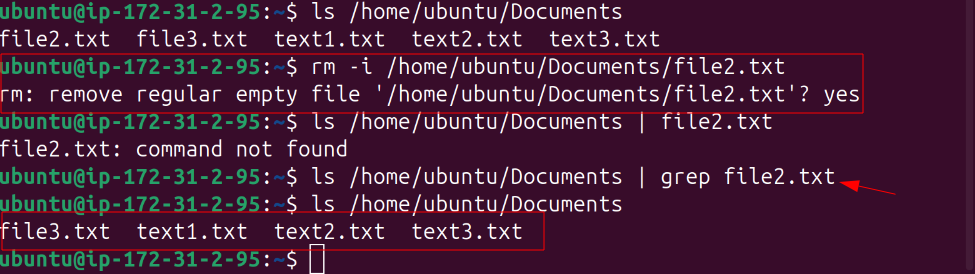 ubuntu@ip-172-31-2-95:~$ ls /home/ubuntu/Documents
file2.txt  file3.txt  text1.txt  text2.txt  text3.txt
ubuntu@ip-172-31-2-95:~$ rm -i /home/ubuntu/Documents/file2.txt
rm: remove regular empty file '/home/ubuntu/Documents/file2.txt'? yes
ubuntu@ip-172-31-2-95:~$ ls /home/ubuntu/Documents | file2.txt
file2.txt: command not found
ubuntu@ip-172-31-2-95:~$ ls /home/ubuntu/Documents | grep file2.txt
ubuntu@ip-172-31-2-95:~$ ls /home/ubuntu/Documents
file3.txt  text1.txt  text2.txt  text3.txt
ubuntu@ip-172-31-2-95:~$